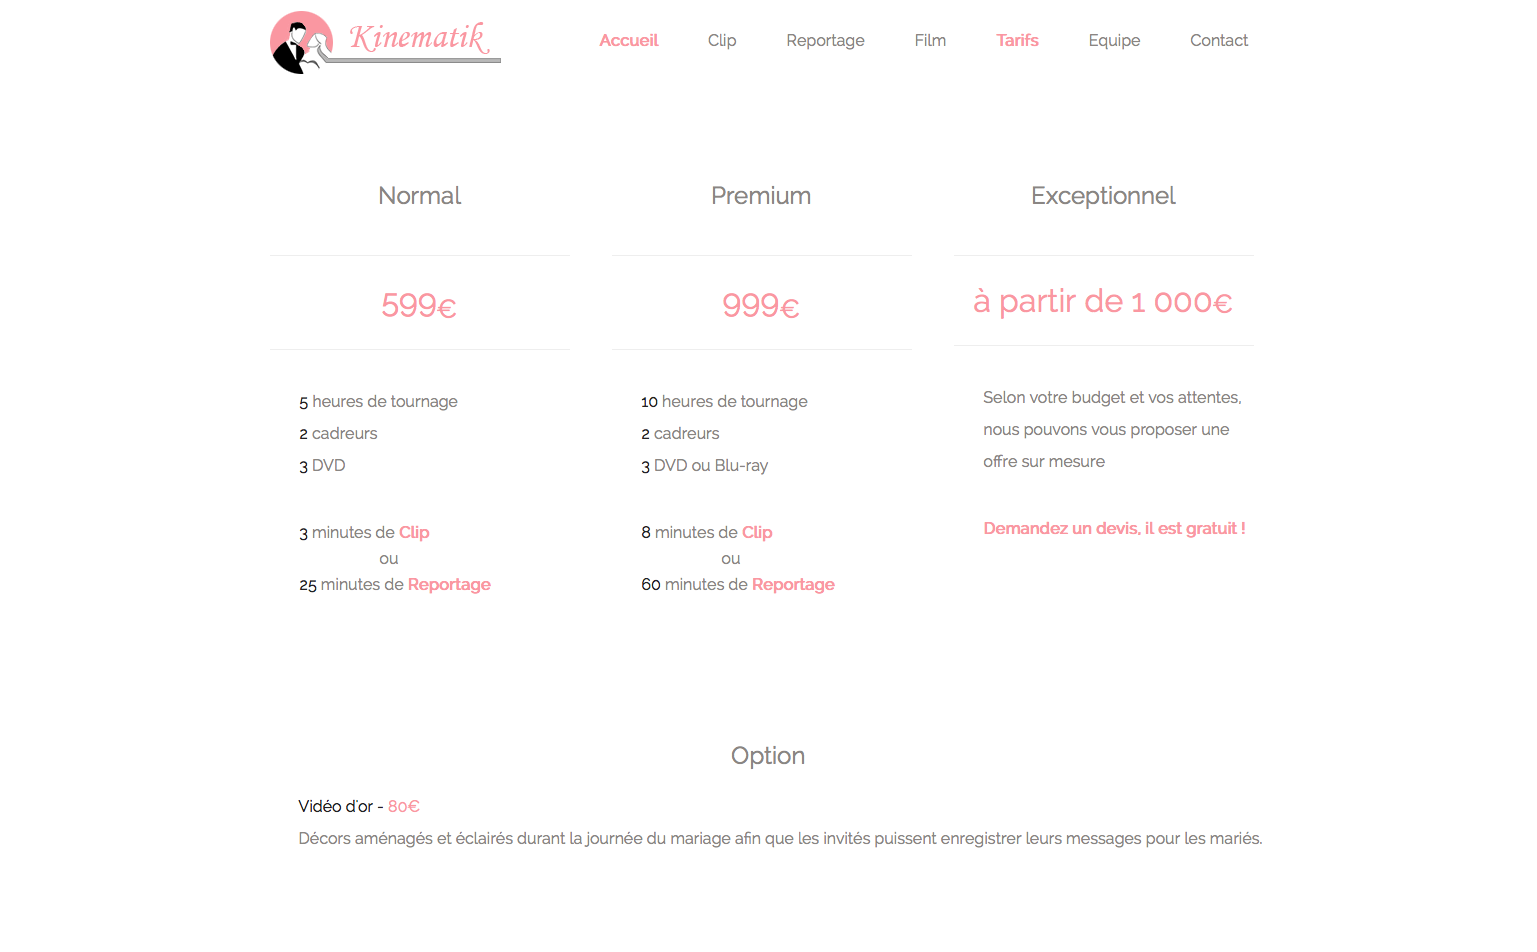 Kinematik
Accueil Clip Reportage Film Tarifs Equipe Contact
Normal
599€
5 heures de tournage
2 cadreurs
3 DVD
3 minutes de Clip
ou
25 minutes de Reportage
Premium
999€
10 heures de tournage
2 cadreurs
3 DVD ou Blu-ray
8 minutes de Clip
ou
60 minutes de Reportage
Exceptionnel
à partir de 1 000€
Selon votre budget et vos attentes,
nous pouvons vous proposer une
offre sur mesure
Demandez un devis, il est gratuit !
Option
Vidéo d'or - 80€
Décors aménagés et éclairés durant la journée du mariage afin que les invités puissent enregistrer leurs messages pour les mariés.